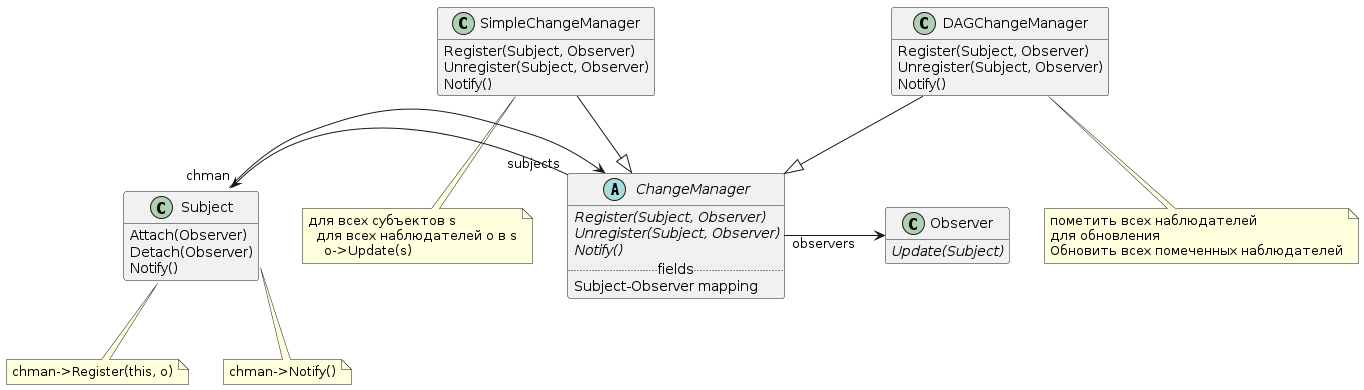 C SimpleChangeManager
Register(Subject, Observer)
Unregister(Subject, Observer)
Notify()
C DAGChangeManager
Register(Subject, Observer)
Unregister(Subject, Observer)
Notify()
chman
subjects
C Subject
Attach(Observer)
Detach(Observer)
Notify()
для всех субъектов s
для всех наблюдателей o в s
o->Update(s)
A ChangeManager
Register(Subject, Observer)
Unregister(Subject, Observer)
Notify()
fields
Subject-Observer mapping
observers
C Observer
Update(Subject)
пометить всех наблюдателей
для обновления
Обновить всех помеченных наблюдателей
chman->Register(this, o)
chman->Notify()